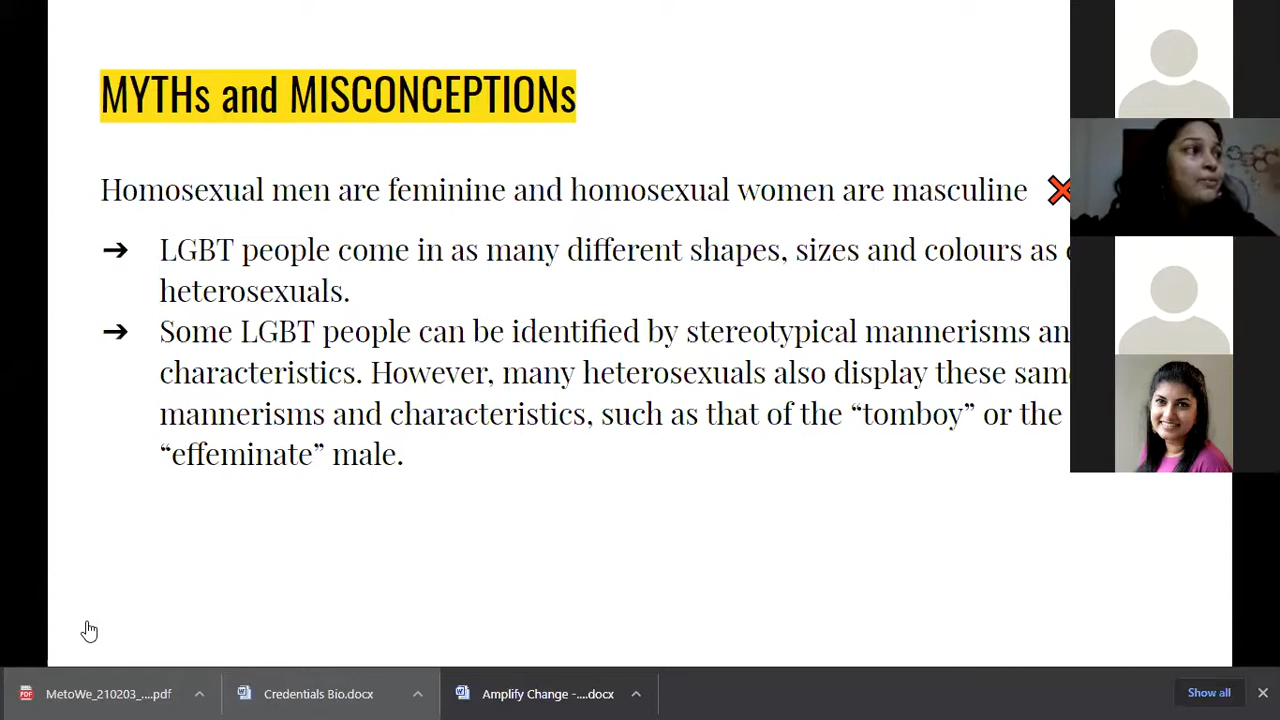 MYTHs and MISCONCEPTIONs
Homosexual men are feminine and homosexual women are masculine
➔ LGBT people come in as many different shapes, sizes and colours as
heterosexuals.
➔ Some LGBT people can be identified by stereotypical mannerisms
characteristics. However, many heterosexuals also display these
mannerisms and characteristics, such as that of the “tomboy” or the
“effeminate” male.
MetoWe_210203_....pdf
Credentials Bio.docx
Amplify Change -....docx
Show all